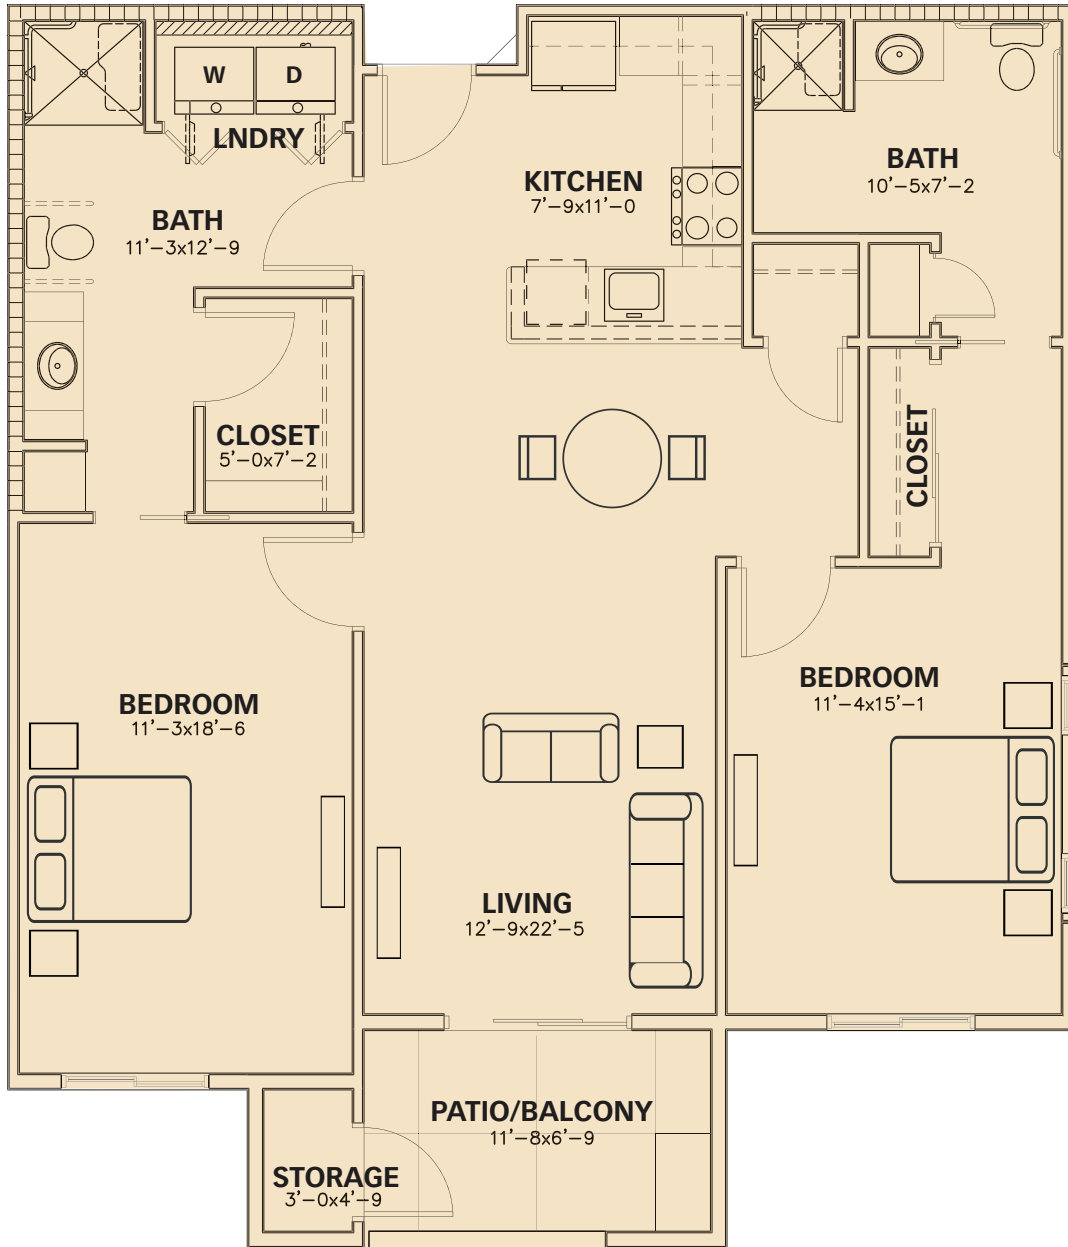 W
D
LNDRY
BATH
11'-3x12'-9
KITCHEN
7'-9x11'-0
BATH
10'-5x7'-2
CLOSET
5'-0x7'-2
CLOSET
BEDROOM
11'-3x18'-6
BEDROOM
11'-4x15'-1
LIVING
12'-9x22'-5
PATIO/BALCONY
11'-8x6'-9
STORAGE
3'-0x4'-9